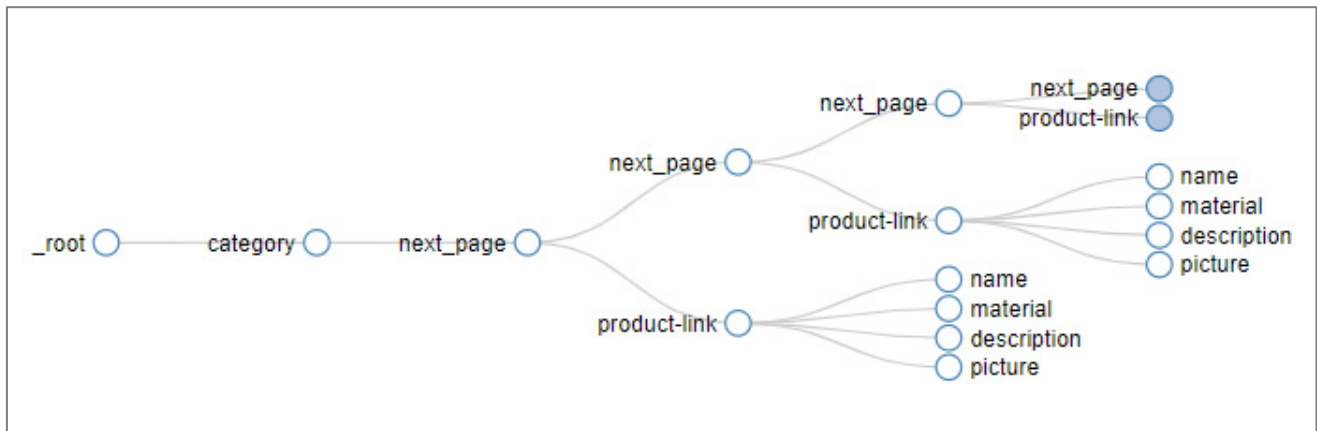 next_page
next_page
product-link
next_page
name
material
product-link
description
_root
category
next_page
picture
name
product-link
material
description
picture